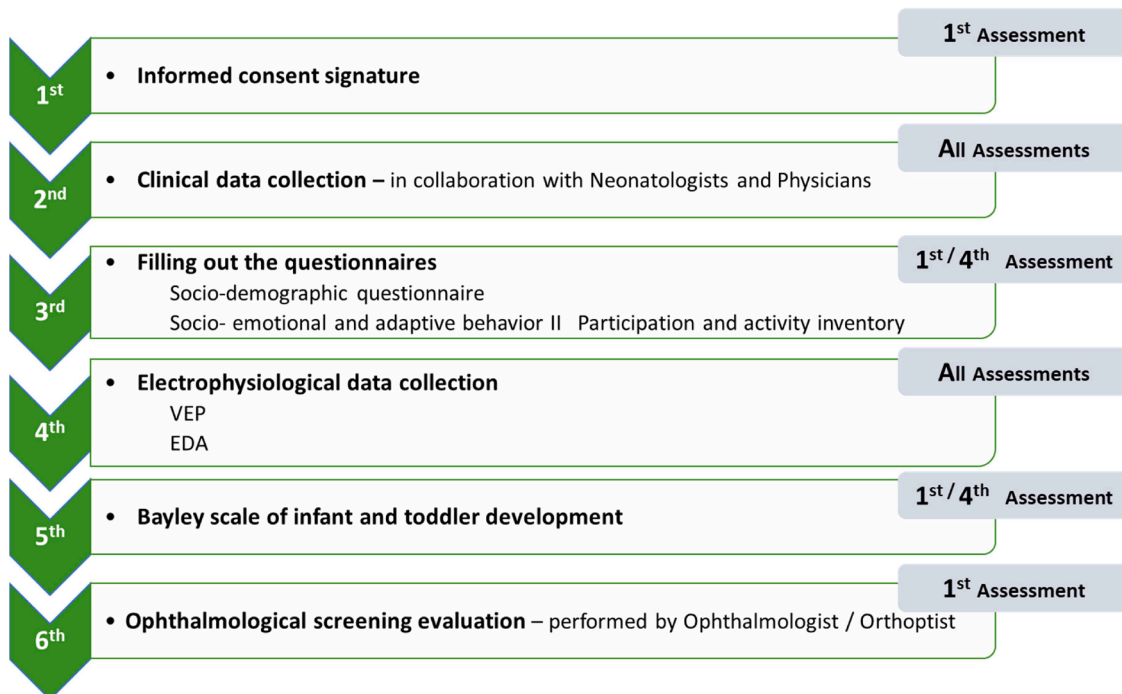 1st Assessment
1st
• Informed consent signature
All Assessments
2nd
• Clinical data collection – in collaboration with Neonatologists and Physicians
1st / 4th Assessment
3rd
• Filling out the questionnaires
Socio-demographic questionnaire
Socio- emotional and adaptive behavior II Participation and activity inventory
All Assessments
4th
• Electrophysiological data collection
VEP
EDA
1st / 4th Assessment
5th
• Bayley scale of infant and toddler development
1st Assessment
6th
• Ophthalmological screening evaluation – performed by Ophthalmologist / Orthoptist